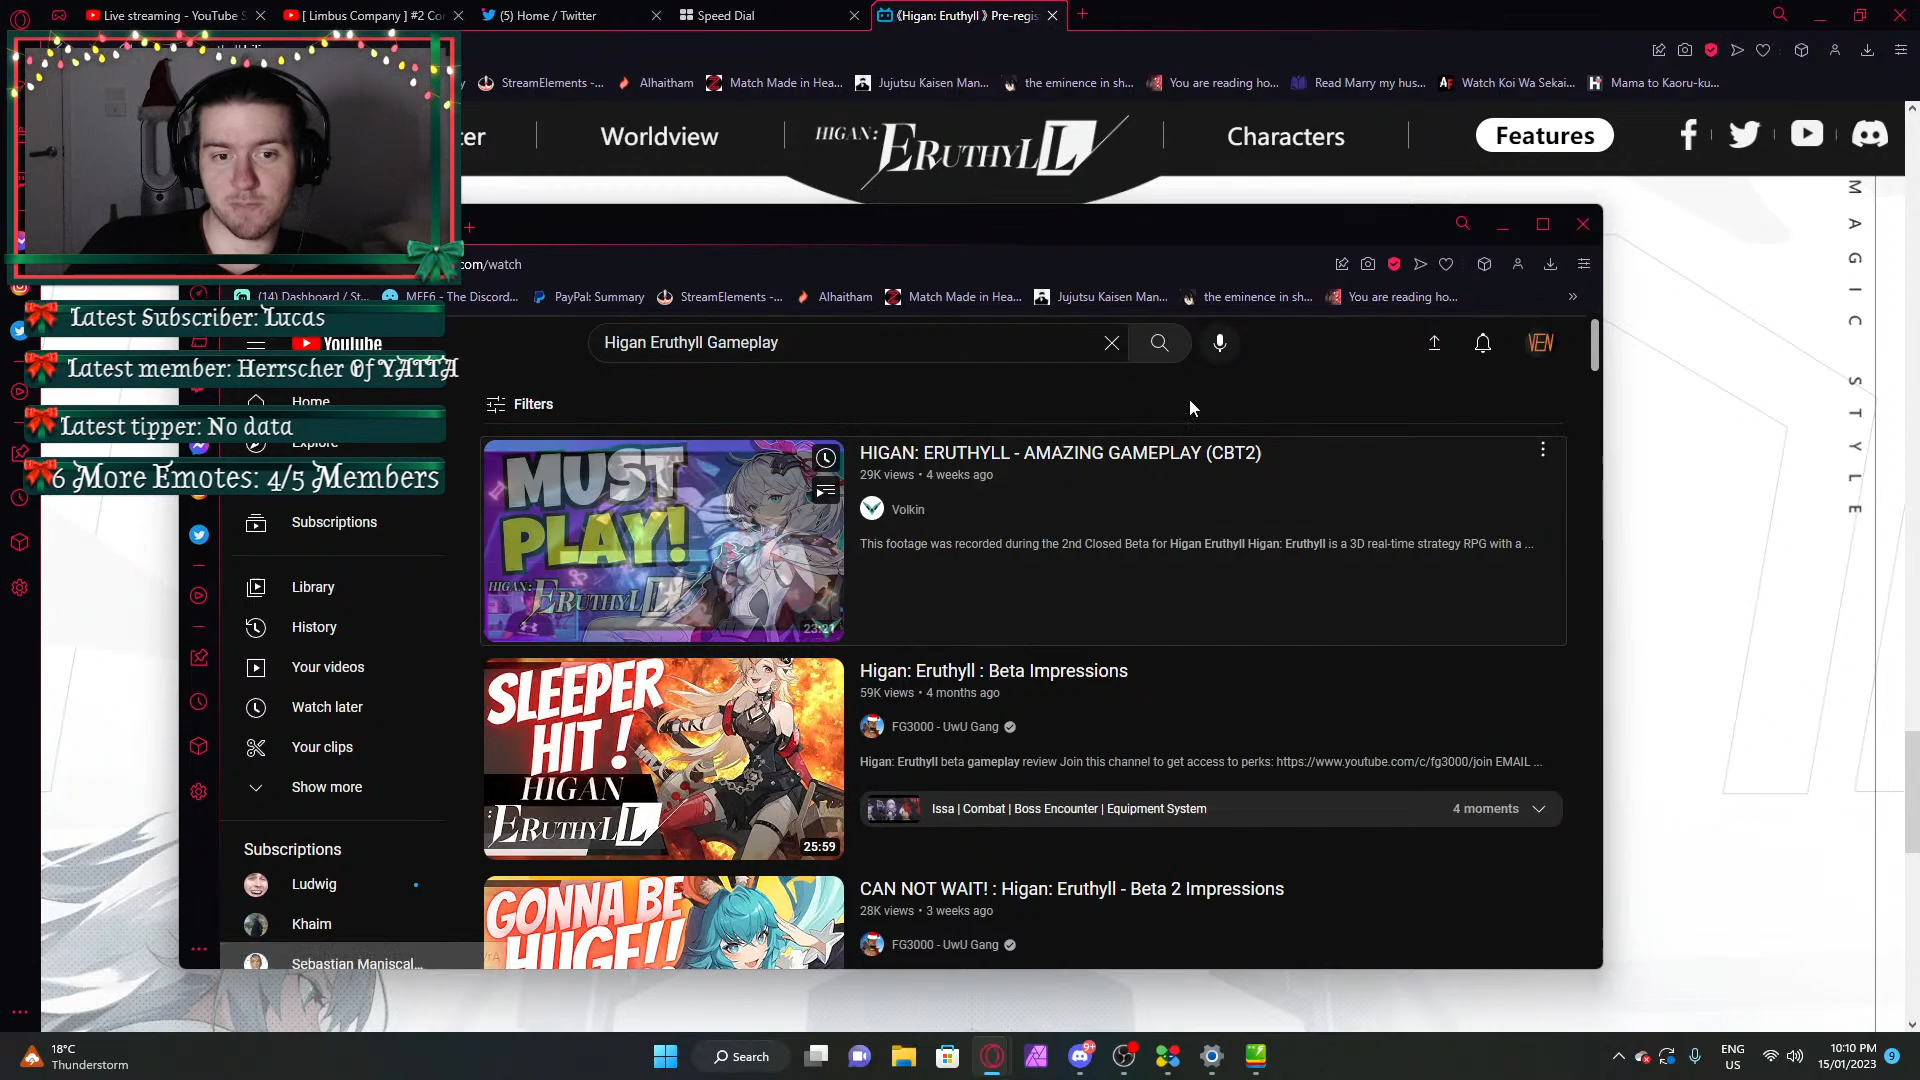 Live streaming - YouTube S
[ Limbus Company ] #2 Co
(5) Home / Twitter
Speed Dial
《Higan: Eruthyll 》 Pre-regis
StreamElements -...
Alhaitham
Match Made in Hea...
Jujutsu Kaisen Man...
the eminence in sh...
You are reading ho...
Read Marry my hus...
Watch Koi Wa Sekai...
Mama to Kaoru-ku...
ter
Worldview
HIGAN:
ERUTHYLL
Characters
Features
MAGIC STYLE
com/watch
(14) Dashboard / St...
MEE6 - The Discord...
PayPal: Summary
StreamElements -...
Alhaitham
Match Made in Hea...
Jujutsu Kaisen Man...
the eminence in sh...
You are reading ho...
Latest Subscriber: Lucas
YouTube
Higan Eruthyll Gameplay
VEN
Latest member: Herrscher Of YATTA
Home
Filters
Latest tipper: No data
Explore
6 More Emotes: 4/5 Members
Subscriptions
Library
History
Your videos
Watch later
Your clips
Show more
Subscriptions
Ludwig
Khaim
Sebastian Maniscal...
MUST
PLAY!
HIGAN:
ERUTHYLL
23:21
HIGAN: ERUTHYLL - AMAZING GAMEPLAY (CBT2)
29K views • 4 weeks ago
Volkin
This footage was recorded during the 2nd Closed Beta for Higan Eruthyll Higan: Eruthyll is a 3D real-time strategy RPG with a ...
SLEEPER
HIT !
HIGAN
:ERUTHYLL
25:59
Higan: Eruthyll : Beta Impressions
59K views • 4 months ago
FG3000 - UwU Gang
Higan: Eruthyll beta gameplay review Join this channel to get access to perks: https://www.youtube.com/c/fg3000/join EMAIL ...
Issa | Combat | Boss Encounter | Equipment System
4 moments
GONNA BE
HUGE!!
CAN NOT WAIT! : Higan: Eruthyll - Beta 2 Impressions
28K views • 3 weeks ago
FG3000 - UwU Gang
18°C
Thunderstorm
Search
9+
ENG
US
10:10 PM
15/01/2023
9